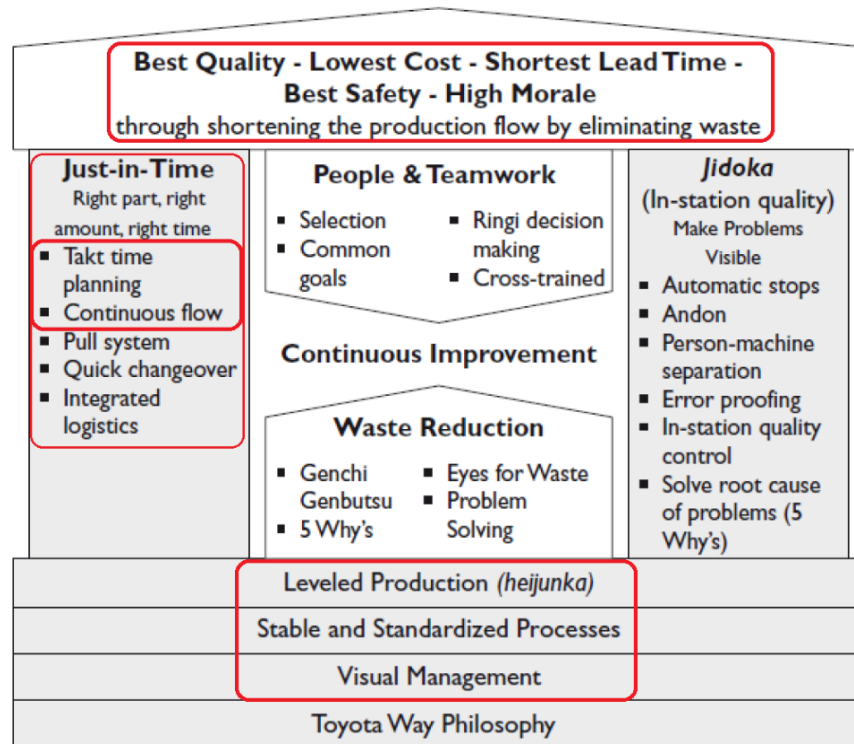 Best Quality - Lowest Cost - Shortest Lead Time -
Best Safety - High Morale
through shortening the production flow by eliminating waste
Just-in-Time
Right part, right
amount, right time
▪ Takt time
planning
▪ Continuous flow
▪ Pull system
▪ Quick changeover
▪ Integrated
logistics
People & Teamwork
▪ Selection
▪ Common
goals
▪ Ringi decision
making
▪ Cross-trained
Continuous Improvement
Waste Reduction
▪ Genchi
Genbutsu
▪ 5 Why's
▪ Eyes for Waste
▪ Problem
Solving
Jidoka
(In-station quality)
Make Problems
Visible
▪ Automatic stops
▪ Andon
▪ Person-machine
separation
▪ Error proofing
▪ In-station quality
control
▪ Solve root cause
of problems (5
Why's)
Leveled Production (heijunka)
Stable and Standardized Processes
Visual Management
Toyota Way Philosophy